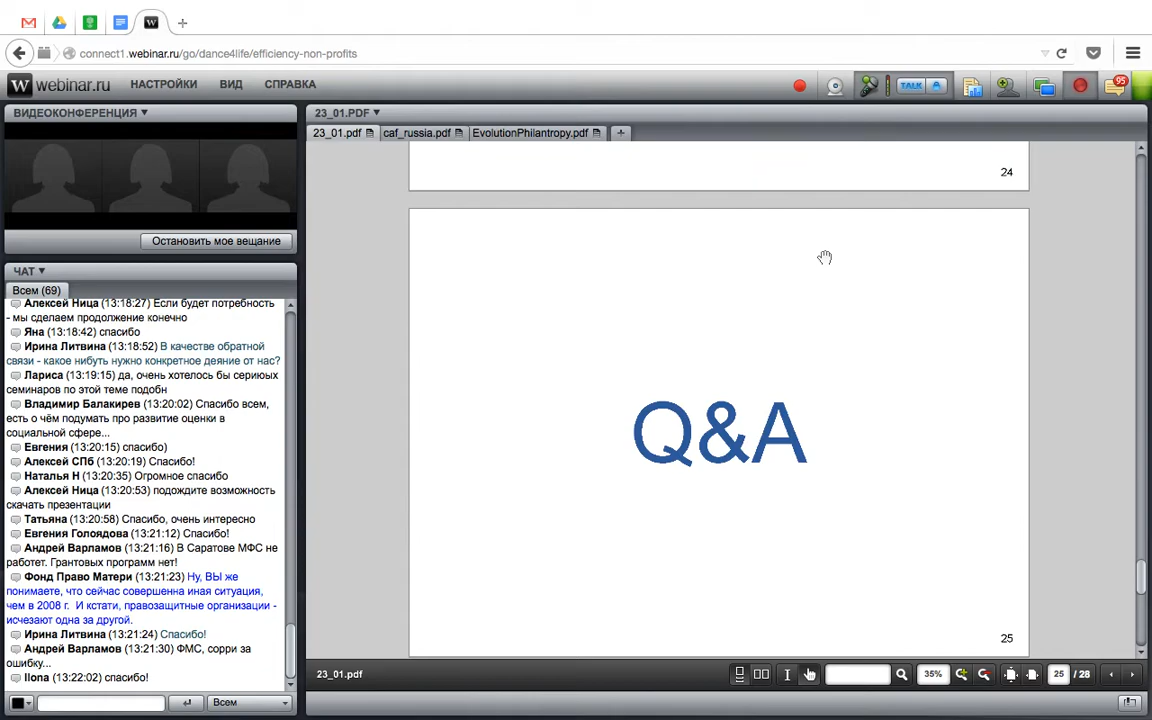 connect1.webinar.ru/go/dance4life/efficiency-non-profits
webinar.ru
НАСТРОЙКИ ВИД СПРАВКА
TALK A 95
ВИДЕОКОНФЕРЕНЦИЯ
23_01.PDF
23_01.pdf caf_russia.pdf EvolutionPhilantropy.pdf +
24
Остановить мое вещание
ЧАТ
Всем (69)
Алексей Ница (13:18:27) Если будет потребность
- мы сделаем продолжение конечно
Яна (13:18:42) спасибо
Ирина Литвина (13:18:52) В качестве обратной
связи - какое нибуть нужно конкретное деяние от нас?
Лариса (13:19:15) да, очень хотелось бы сериюых
семинаров по этой теме подобн
Владимир Балакирев (13:20:02) Спасибо всем,
есть о чём подумать про развитие оценки в
социальной сфере...
Евгения (13:20:15) спасибо)
Алексей СПб (13:20:19) Спасибо!
Наталья Н (13:20:35) Огромное спасибо
Алексей Ница (13:20:53) подождите возможность
скачать презентации
Татьяна (13:20:58) Спасибо, очень интересно
Евгения Голоядова (13:21:12) Спасибо!
Андрей Варламов (13:21:16) В Саратове МФС не
работет. Грантовых программ нет!
Фонд Право Матери (13:21:23) Ну, ВЫ же
понимаете, что сейчас совершенна иная ситуация,
чем в 2008 г. И кстати, правозащитные организации -
исчезают одна за другой.
Ирина Литвина (13:21:24) Спасибо!
Андрей Варламов (13:21:30) ФМС, сорри за
ошибку...
Ilona (13:22:02) спасибо!
Всем
Q&A
25
23_01.pdf
35%
25 / 28